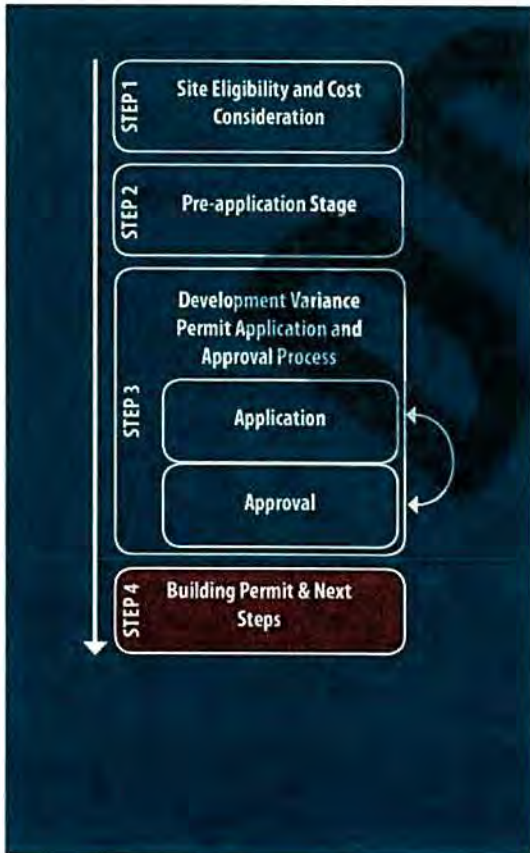 STEP 1
Site Eligibility and Cost
Consideration
STEP 2
Pre-application Stage
STEP 3
Development Variance
Permit Application and
Approval Process
Application
Approval
STEP 4
Building Permit & Next
Steps